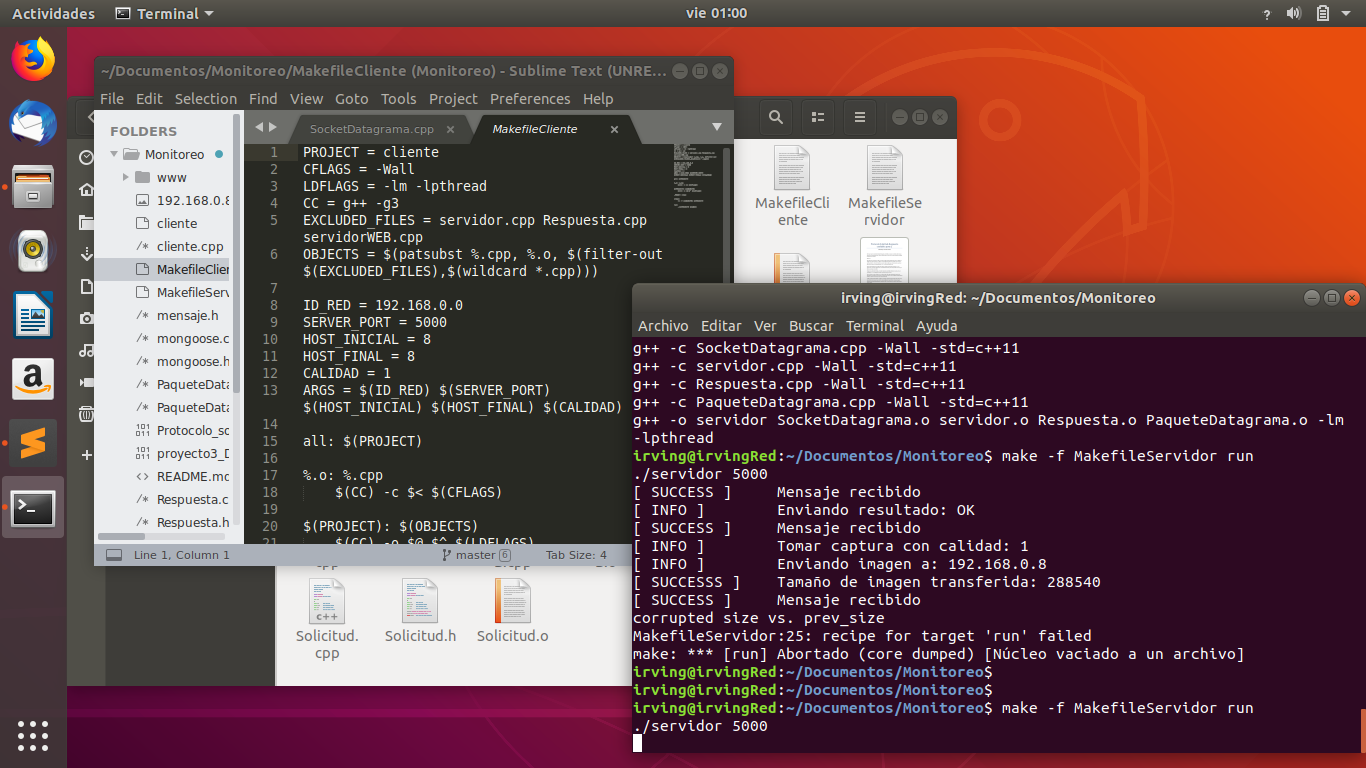 Actividades
Terminal
vie 01:00
~/Documentos/Monitoreo/MakefileCliente (Monitoreo) - Sublime Text (UNRE...
File Edit Selection Find View Goto Tools Project Preferences Help
FOLDERS
Monitoreo
www
192.168.0.8
cliente
cliente.cpp
MakefileClier
MakefileServ
mensaje.h
mongoose.c
mongoose.h
PaqueteData
PaqueteData
Protocolo_sc
proyecto3_D
README.md
Respuesta.c
Respuesta.h
SocketDatagrama.cpp
MakefileCliente
1 PROJECT = cliente
2 CFLAGS = -Wall
3 LDFLAGS = -lm -lpthread
4 CC = g++ -g3
5 EXCLUDED_FILES = servidor.cpp Respuesta.cpp
servidorWEB.cpp
6 OBJECTS = $(patsubst %.cpp, %.o, $(filter-out
$(EXCLUDED_FILES),$(wildcard *.cpp)))
7
8 ID_RED = 192.168.0.0
9 SERVER_PORT = 5000
10 HOST_INICIAL = 8
11 HOST_FINAL = 8
12 CALIDAD = 1
13 ARGS = $(ID_RED) $(SERVER_PORT)
$(HOST_INICIAL) $(HOST_FINAL) $(CALIDAD)
14
15 all: $(PROJECT)
16
17 %.o: %.cpp
18 $(CC) -c $< $(CFLAGS)
19
20 $(PROJECT): $(OBJECTS)
21 $(CC) -o $@ $^ $(LDFLAGS)
Line 1, Column 1
master 6
Tab Size: 4
MakefileCli
ente
MakefileSe
rvidor
Solicitud.
cpp
Solicitud.h
Solicitud.o
irving@irvingRed: ~/Documentos/Monitoreo
Archivo Editar Ver Buscar Terminal Ayuda
g++ -c SocketDatagrama.cpp -Wall -std=c++11
g++ -c servidor.cpp -Wall -std=c++11
g++ -c Respuesta.cpp -Wall -std=c++11
g++ -c PaqueteDatagrama.cpp -Wall -std=c++11
g++ -o servidor SocketDatagrama.o servidor.o Respuesta.o PaqueteDatagrama.o -lm
-lpthread
irving@irvingRed:~/Documentos/Monitoreo$ make -f MakefileServidor run
./servidor 5000
[ SUCCESS ] Mensaje recibido
[ INFO ] Enviando resultado: OK
[ SUCCESS ] Mensaje recibido
[ INFO ] Tomar captura con calidad: 1
[ INFO ] Enviando imagen a: 192.168.0.8
[ SUCCESSS ] Tamaño de imagen transferida: 288540
[ SUCCESS ] Mensaje recibido
corrupted size vs. prev_size
MakefileServidor:25: recipe for target 'run' failed
make: *** [run] Abortado (core dumped) [Núcleo vaciado a un archivo]
irving@irvingRed:~/Documentos/Monitoreo$
irving@irvingRed:~/Documentos/Monitoreo$
irving@irvingRed:~/Documentos/Monitoreo$ make -f MakefileServidor run
./servidor 5000